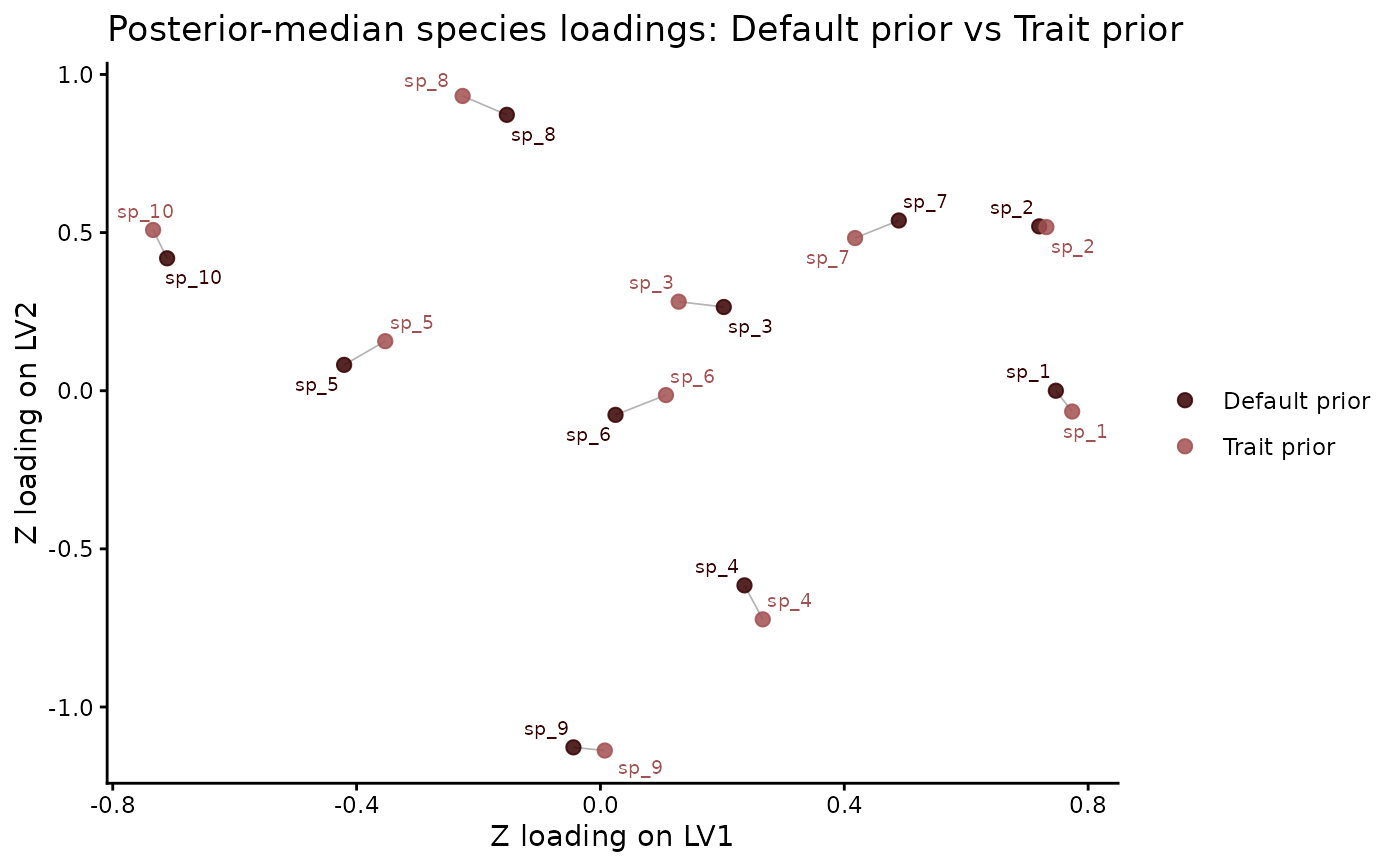 Posterior-median species loadings: Default prior vs Trait prior
1.0
0.5
0.0
-0.5
-1.0
Z loading on LV2
sp_8
sp_8
sp_10
sp_10
sp_7
sp_7
sp_2
sp_2
sp_3
sp_3
sp_5
sp_5
sp_6
sp_6
sp_1
sp_1
sp_4
sp_4
sp_9
sp_9
Default prior
Trait prior
-0.8
-0.4
0.0
0.4
0.8
Z loading on LV1